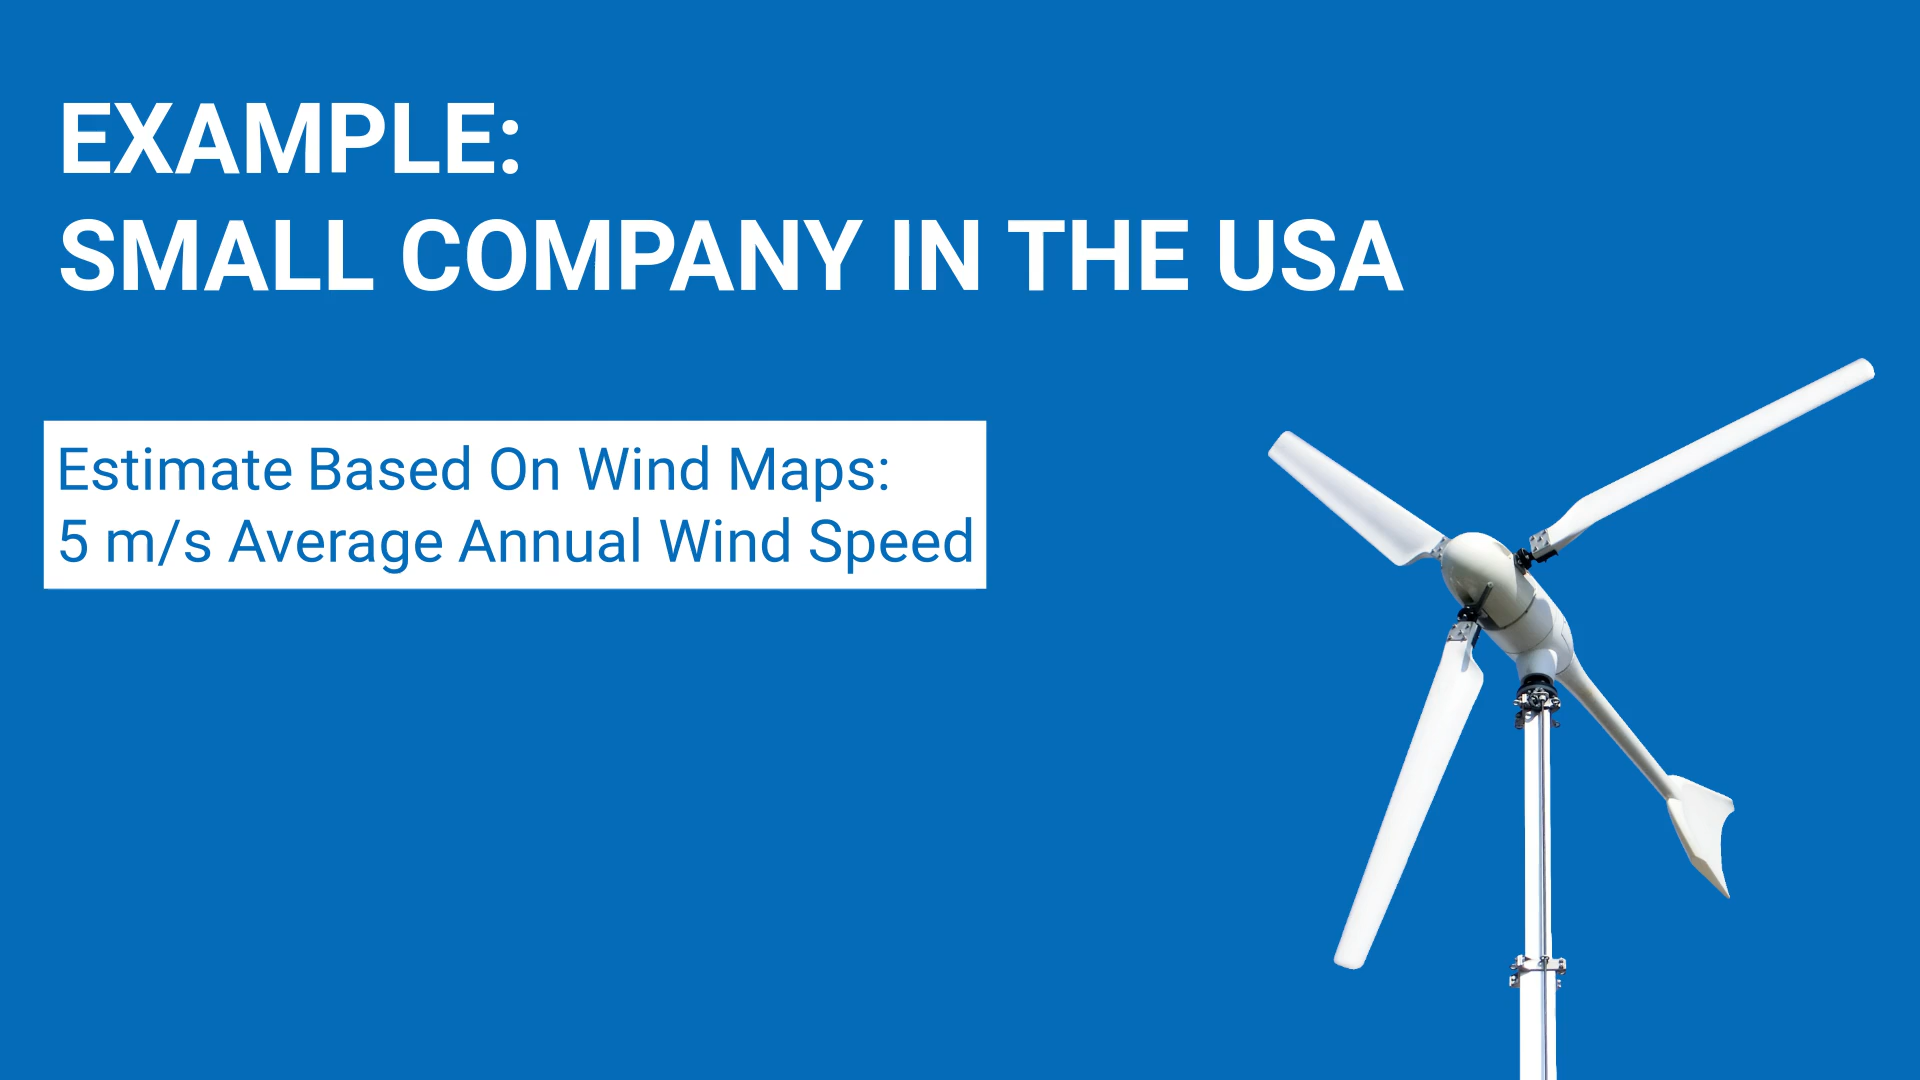 EXAMPLE:
SMALL COMPANY IN THE USA
Estimate Based On Wind Maps:
5 m/s Average Annual Wind Speed